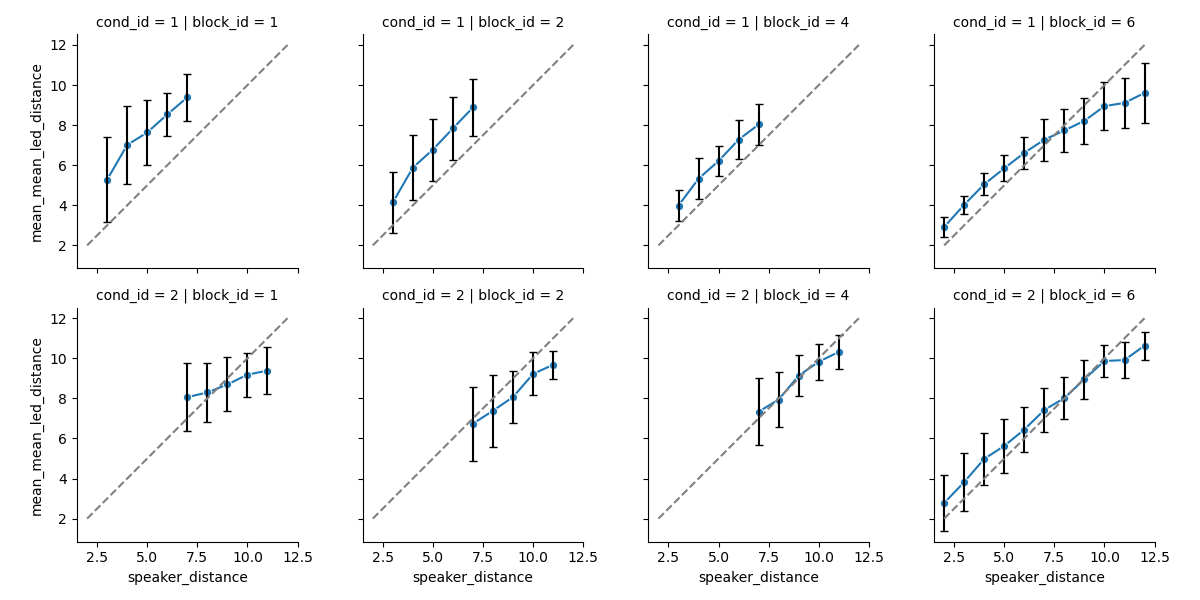 cond_id = 1 | block_id = 1
cond_id = 1 | block_id = 2
cond_id = 1 | block_id = 4
cond_id = 1 | block_id = 6
mean_mean_led_distance
12
10
8
6
4
2
cond_id = 2 | block_id = 1
cond_id = 2 | block_id = 2
cond_id = 2 | block_id = 4
cond_id = 2 | block_id = 6
mean_mean_led_distance
12
10
8
6
4
2
2.5 5.0 7.5 10.0 12.5
2.5 5.0 7.5 10.0 12.5
2.5 5.0 7.5 10.0 12.5
2.5 5.0 7.5 10.0 12.5
speaker_distance
speaker_distance
speaker_distance
speaker_distance